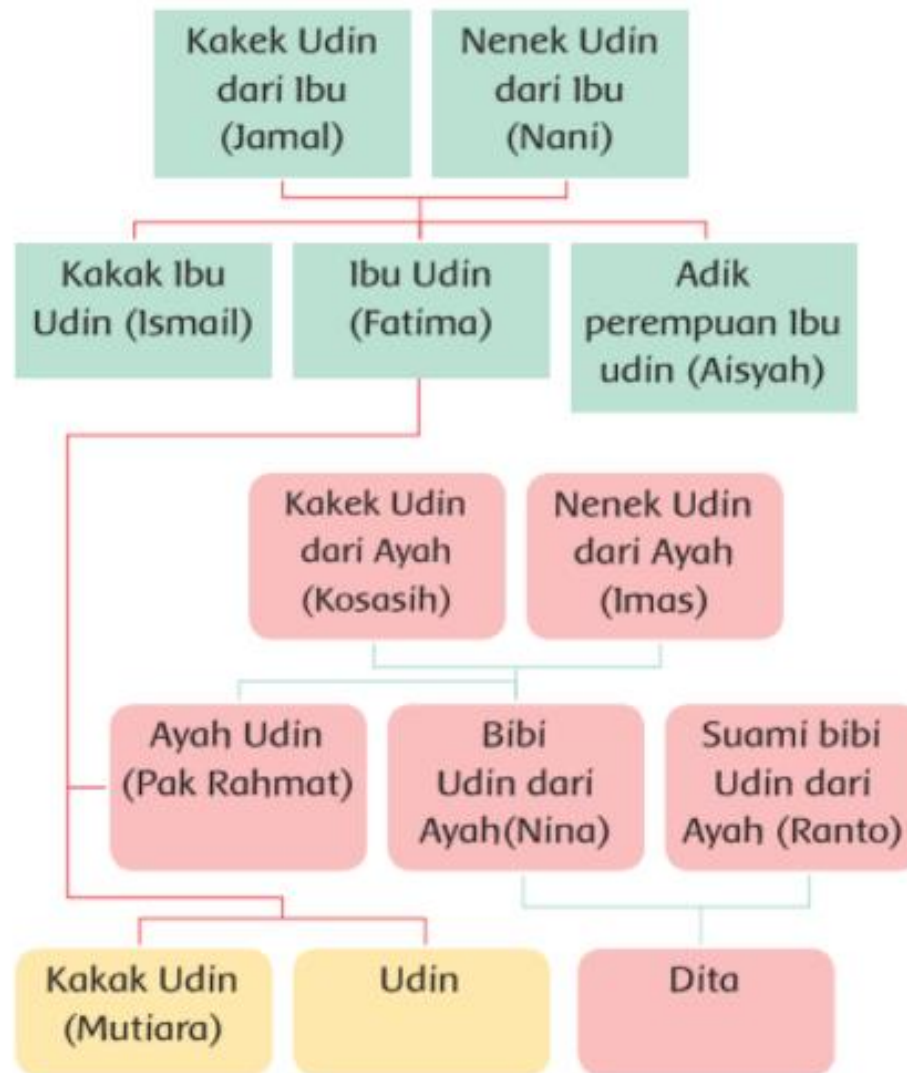 Kakek Udin
dari Ibu
(Jamal)
Nenek Udin
dari Ibu
(Nani)
Kakak Ibu
Udin (Ismail)
Ibu Udin
(Fatima)
Adik
perempuan Ibu
udin (Aisyah)
Kakek Udin
dari Ayah
(Kosasih)
Nenek Udin
dari Ayah
(Imas)
Ayah Udin
(Pak Rahmat)
Bibi
Udin dari
Ayah(Nina)
Suami bibi
Udin dari
Ayah (Ranto)
Kakak Udin
(Mutiara)
Udin
Dita